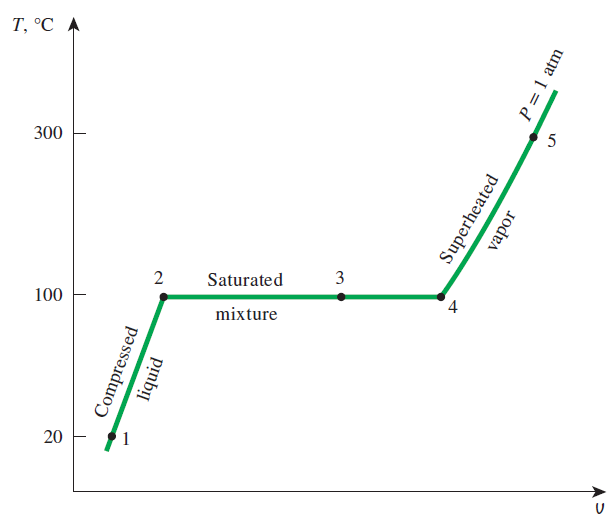 T, °C
P = 1 atm
300
5
Superheated
vapor
2
Saturated
3
100
mixture
4
Compressed
liquid
20
1
υ